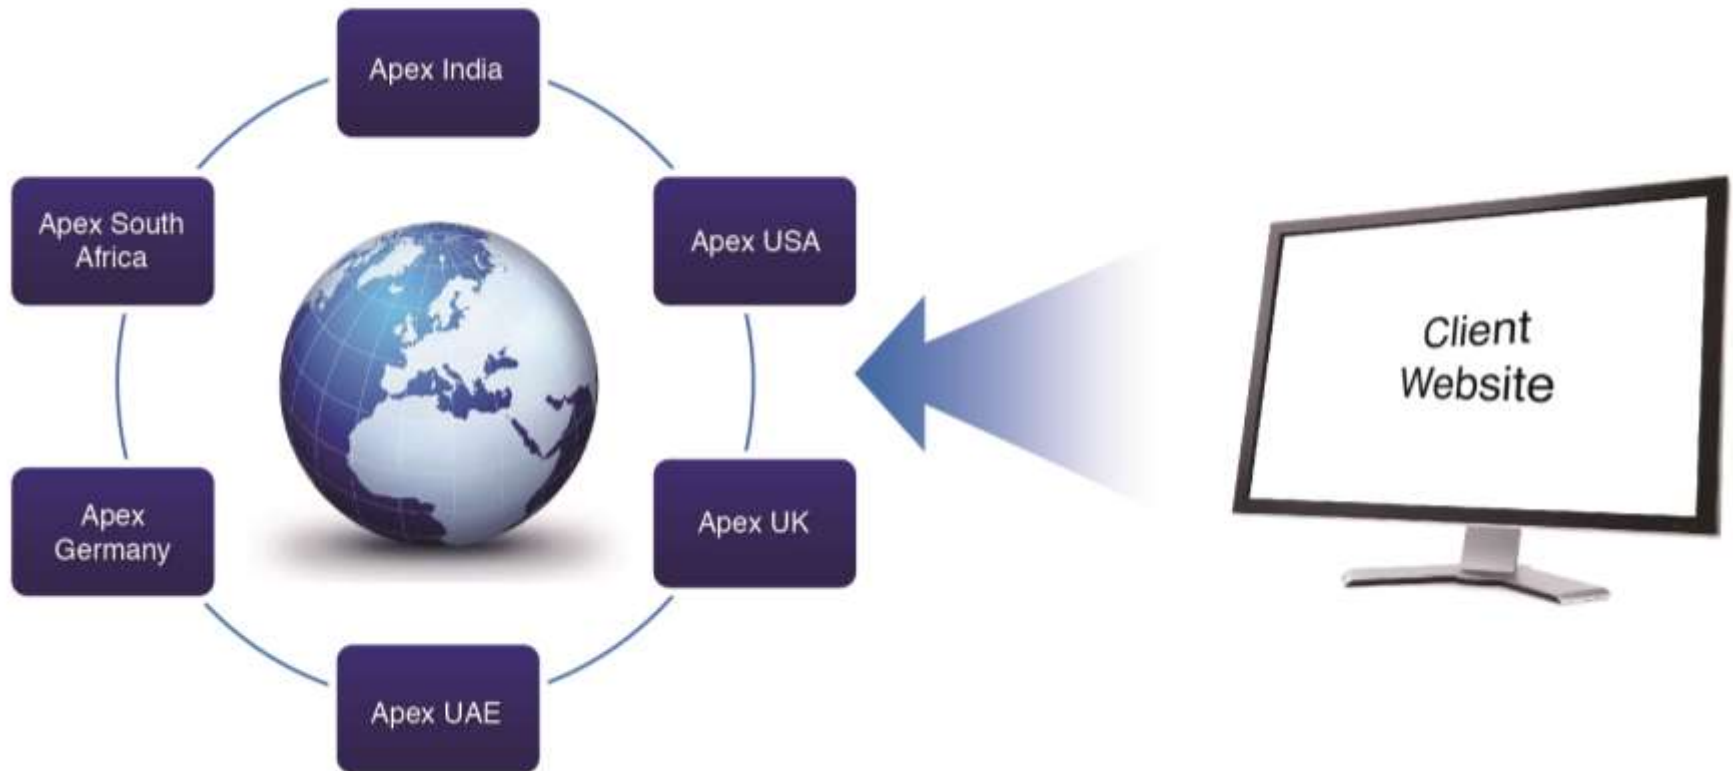 Apex India
Apex South
Africa
Apex USA
Client
Website
Apex
Germany
Apex UK
Apex UAE